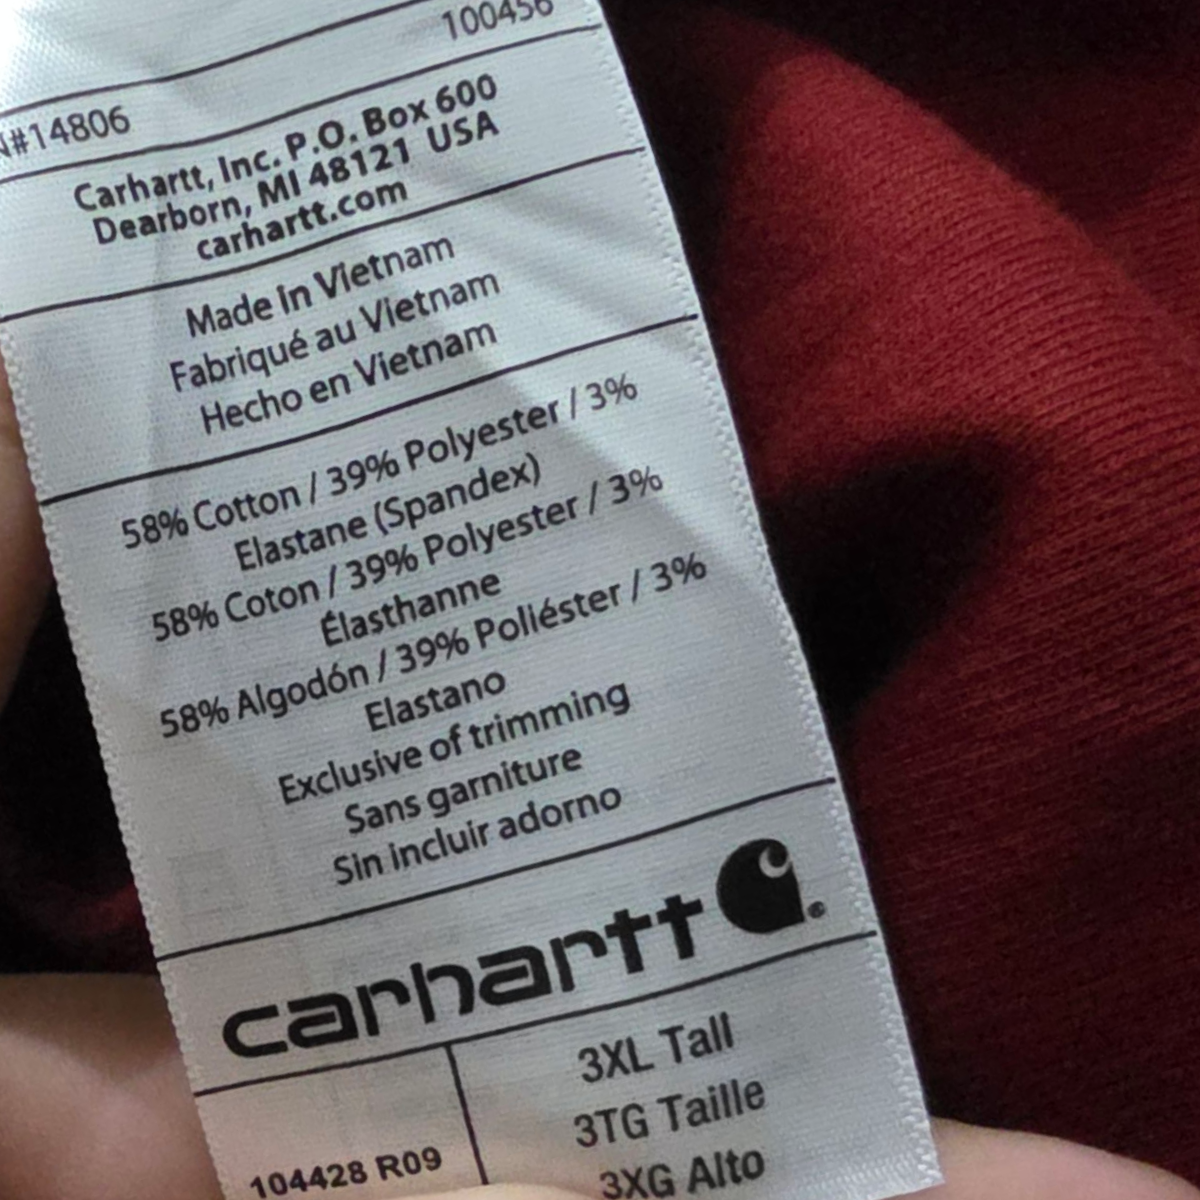 100456
N#14806
Carhartt, Inc. P.O. Box 600
Dearborn, MI 48121 USA
carhartt.com
Made in Vietnam
Fabriqué au Vietnam
Hecho en Vietnam
58% Cotton / 39% Polyester / 3%
Elastane (Spandex)
58% Coton / 39% Polyester / 3%
Élasthanne
58% Algodón / 39% Poliéster / 3%
Elastano
Exclusive of trimming
Sans garniture
Sin incluir adorno
carhartt ®
3XL Tall
3TG Taille
3XG Alto
104428 R09